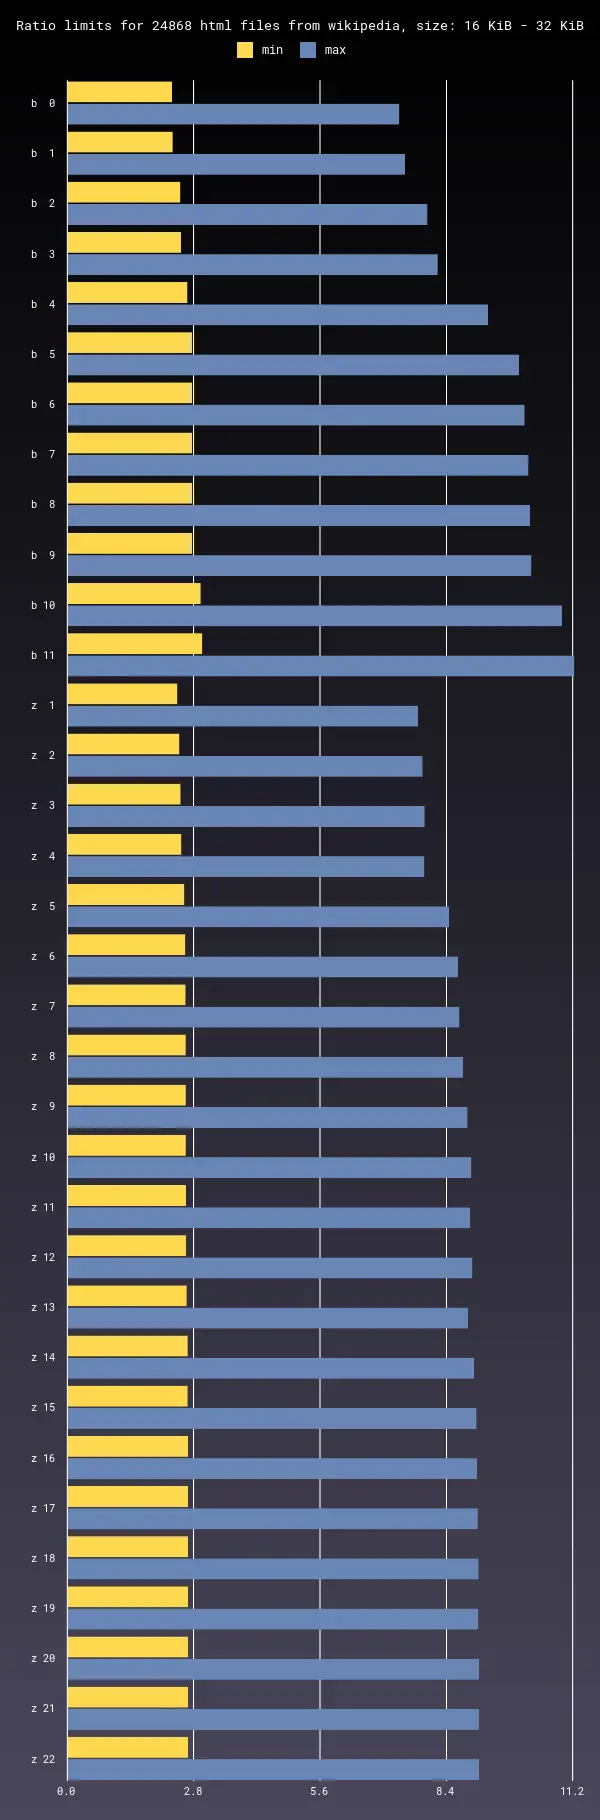 Ratio limits for 24868 html files from wikipedia, size: 16 KiB - 32 KiB
min max
b 0
b 1
b 2
b 3
b 4
b 5
b 6
b 7
b 8
b 9
b 10
b 11
z 1
z 2
z 3
z 4
z 5
z 6
z 7
z 8
z 9
z 10
z 11
z 12
z 13
z 14
z 15
z 16
z 17
z 18
z 19
z 20
z 21
z 22
0.0 2.8 5.6 8.4 11.2